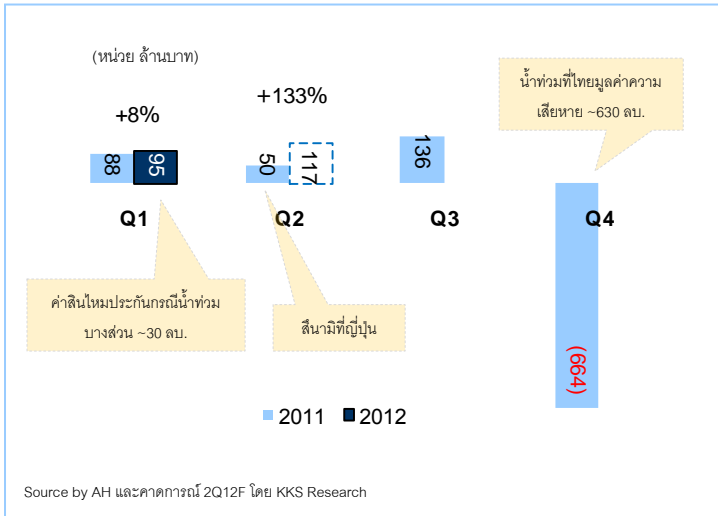 (หน่วย ล้านบาท)
น้ำท่วมที่ไทยมูลค่าความ
เสียหาย ~630 ลบ.
+8%
+133%
88
95
50
117
136
Q1
Q2
Q3
Q4
ค่าสินไหมประกันกรณีน้ำท่วม
บางส่วน ~30 ลบ.
สึนามิที่ญี่ปุ่น
(664)
2011
2012
Source by AH และคาดการณ์ 2Q12F โดย KKS Research